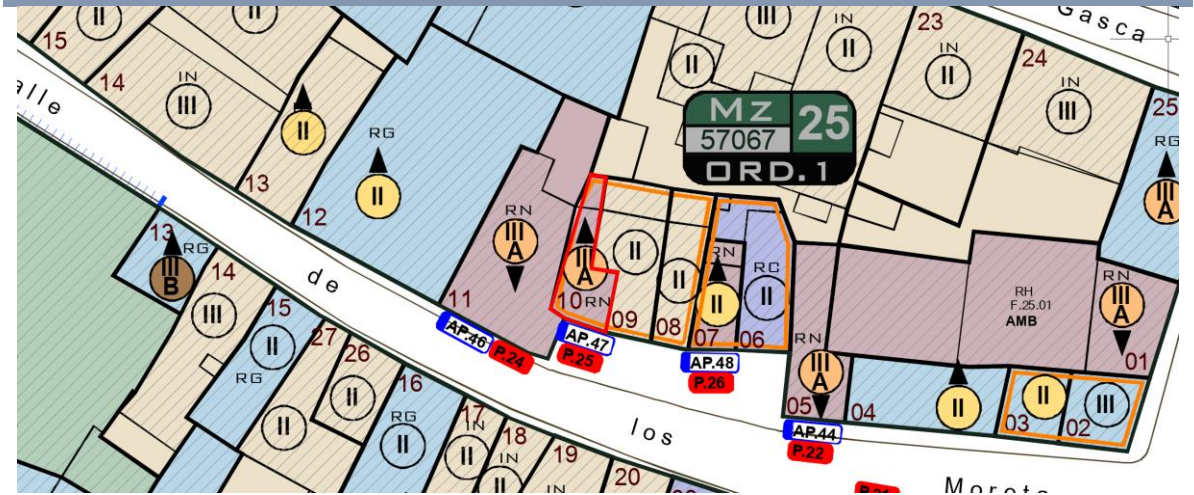 Gasca
15
II
II
14
IN
III
II
13
12
RG
II
III
II
IN
II
23
IN
II
24
IN
III
25
RG
III
A
MZ
57067
25
ORD.1
alle
de
los
Moreto
13
RG
III
B
14
III
15
II
RG
27
II
26
II
16
RG
II
17
IN
II
18
IN
II
19
IN
20
11
RN
III
A
10
III
A
RN
09
II
08
II
07
RN
II
06
RC
II
05
RN
III
A
04
II
03
II
02
III
01
RN
III
A
RH
F.25.01
AMB
AP.46
P.24
AP.47
P.25
AP.48
P.26
AP.44
P.22